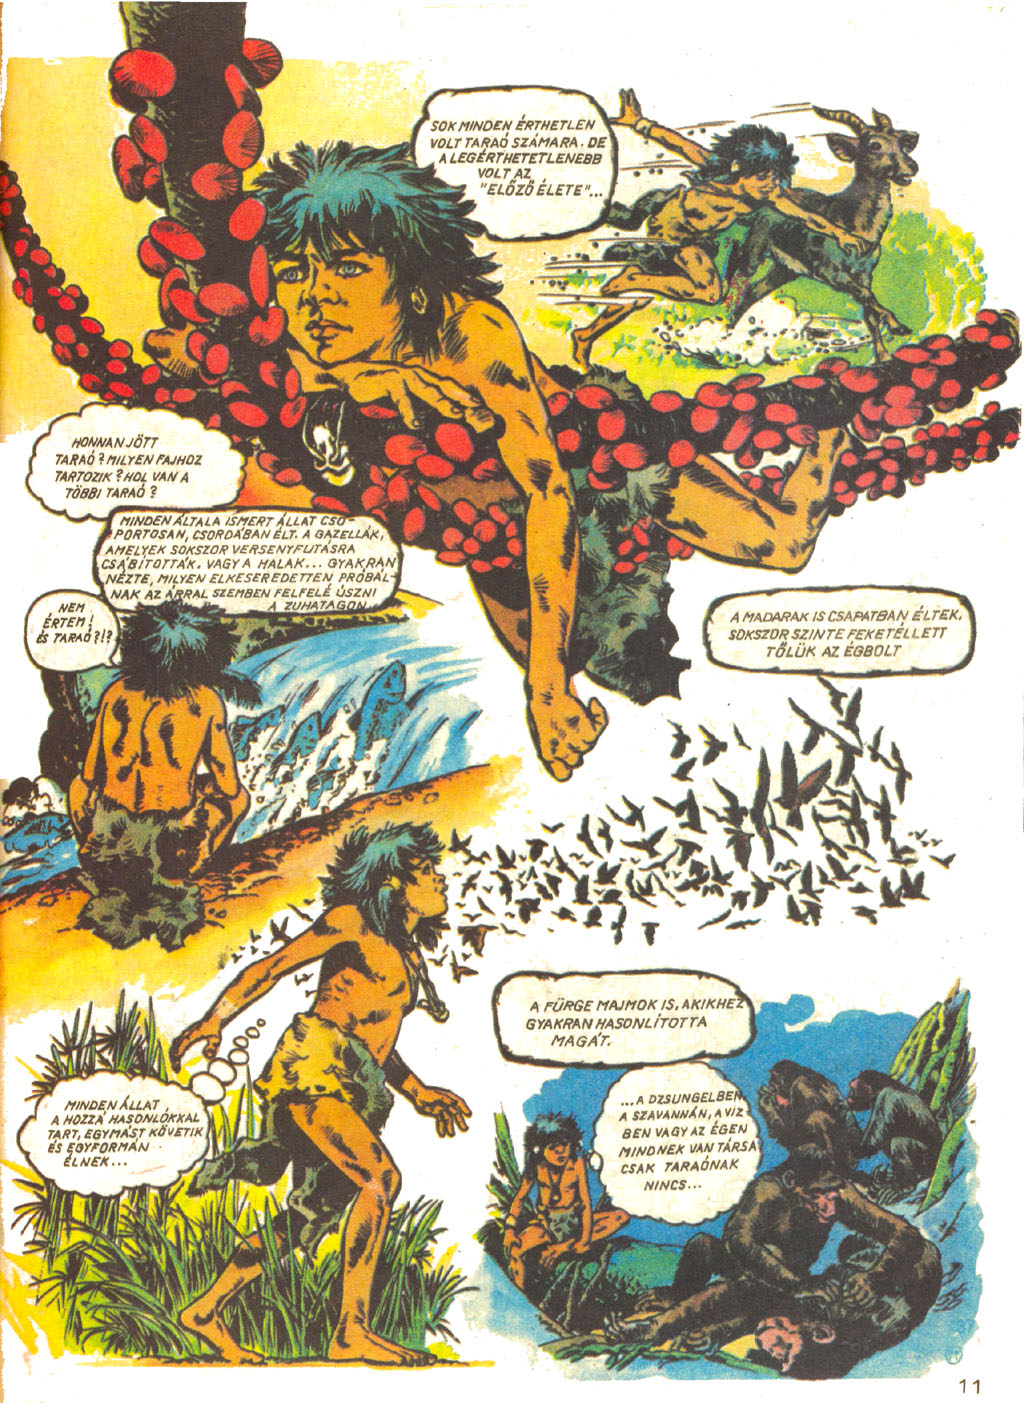 SOK MINDEN ÉRTHETLEN
VOLT TARAÓ SZÁMARA. DE
A LEGÉRTHETETLENEBB
VOLT AZ
"ELŐZŐ ÉLETE"...
HONNAN JÖTT
TARAÓ? MILYEN FAJHOZ
TARTOZIK? HOL VAN A
TÖBBI TARAÓ?
MINDEN ÁLTALA ISMERT ÁLLAT CSO-
PORTOSAN, CSORDÁBAN ÉLT. A GAZELLÁK,
AMELYEK SOKSZOR VERSENYFUTÁSRA
CSÁBÍTOTTÁK. VAGY A HALAK... GYAKRAN
NÉZTE, MILYEN ELKESEREDETTEN PRÓBÁL-
NAK AZ ÁRRAL SZEMBEN FELFELÉ ÚSZNI
A ZUHATAGON
NEM
ÉRTEM!
ÉS TARAÓ?!?
A MADARAK IS CSAPATBAN ÉLTEK,
SOKSZOR SZINTE FEKETÉLLETT
TŐLÜK AZ ÉGBOLT
MINDEN ÁLLAT
A HOZZÁ HASONLÓKKAL
TART, EGYMÁST KÖVETIK
ÉS EGYFORMÁN
ÉLNEK...
A FÜRGE MAJMOK IS, AKIKHEZ
GYAKRAN HASONLÍTOTTA
MAGÁT.
...A DZSUNGELBEN
A SZAVANNÁN, A VIZ
BEN VAGY AZ ÉGEN
MINDNEK VAN TÁRSA
CSAK TARAÓNAK
NINCS...
11